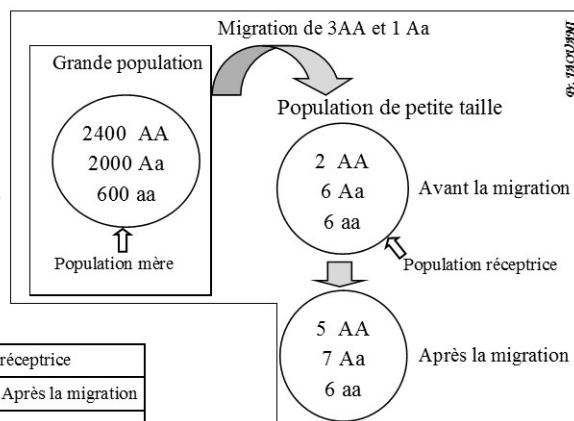 Migration de 3AA et 1 Aa
Grande population
2400 AA
2000 Aa
600 aa
Population mère
Population de petite taille
2 AA
6 Aa
6 aa
Avant la migration
Population réceptrice
5 AA
7 Aa
6 aa
Après la migration
réceptrice
Après la migration